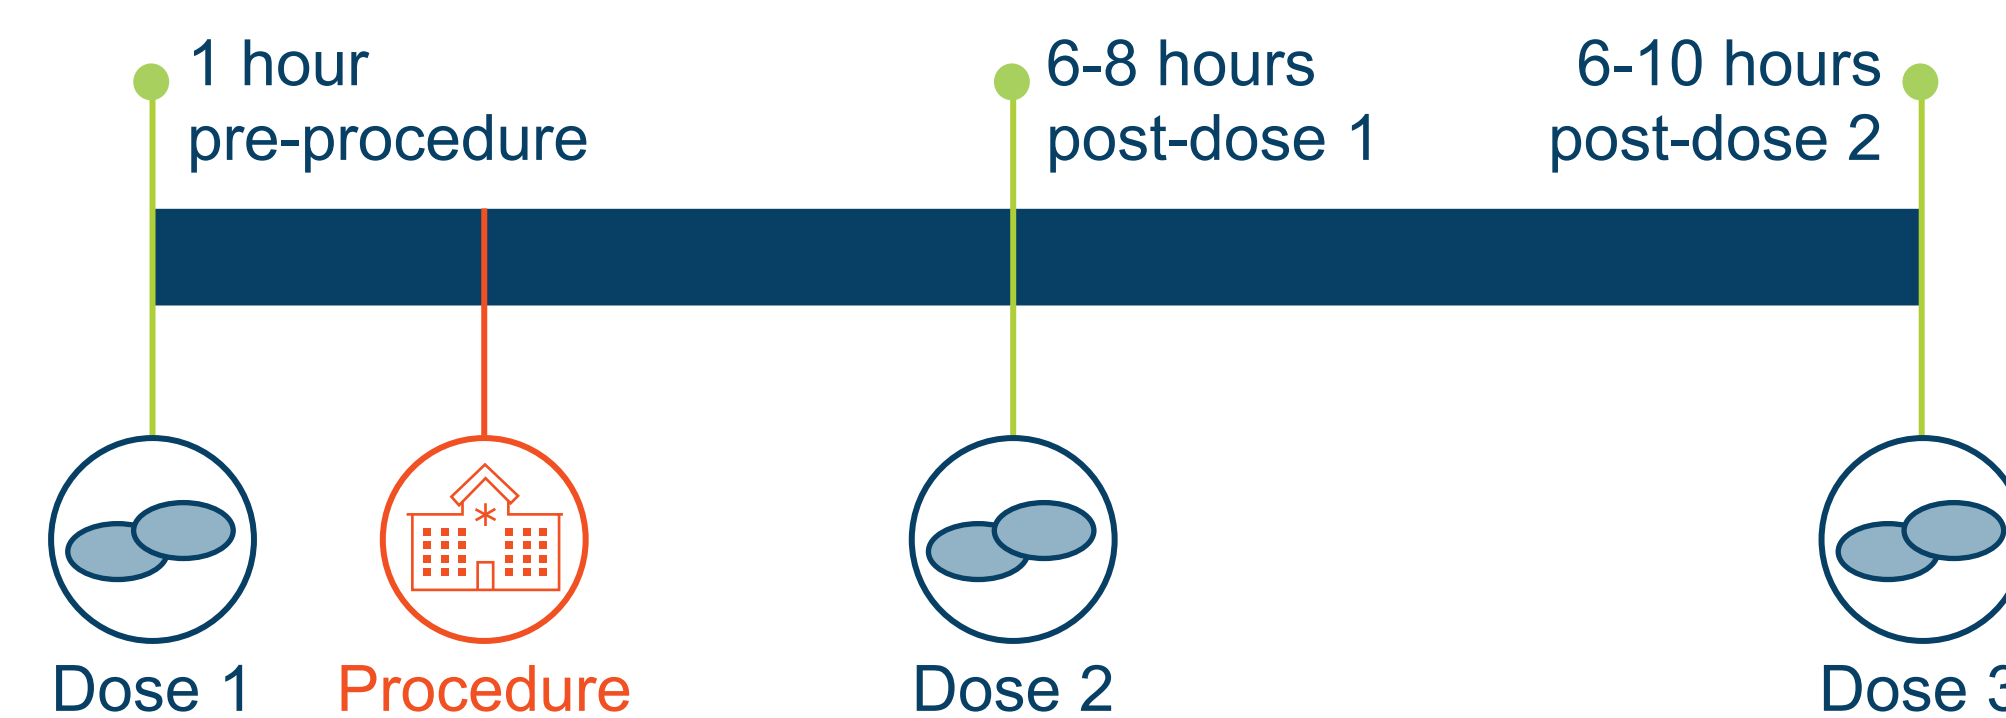 1 hour
pre-procedure
6-8 hours
post-dose 1
6-10 hours
post-dose 2
Dose 1
Procedure
Dose 2
Dose 3